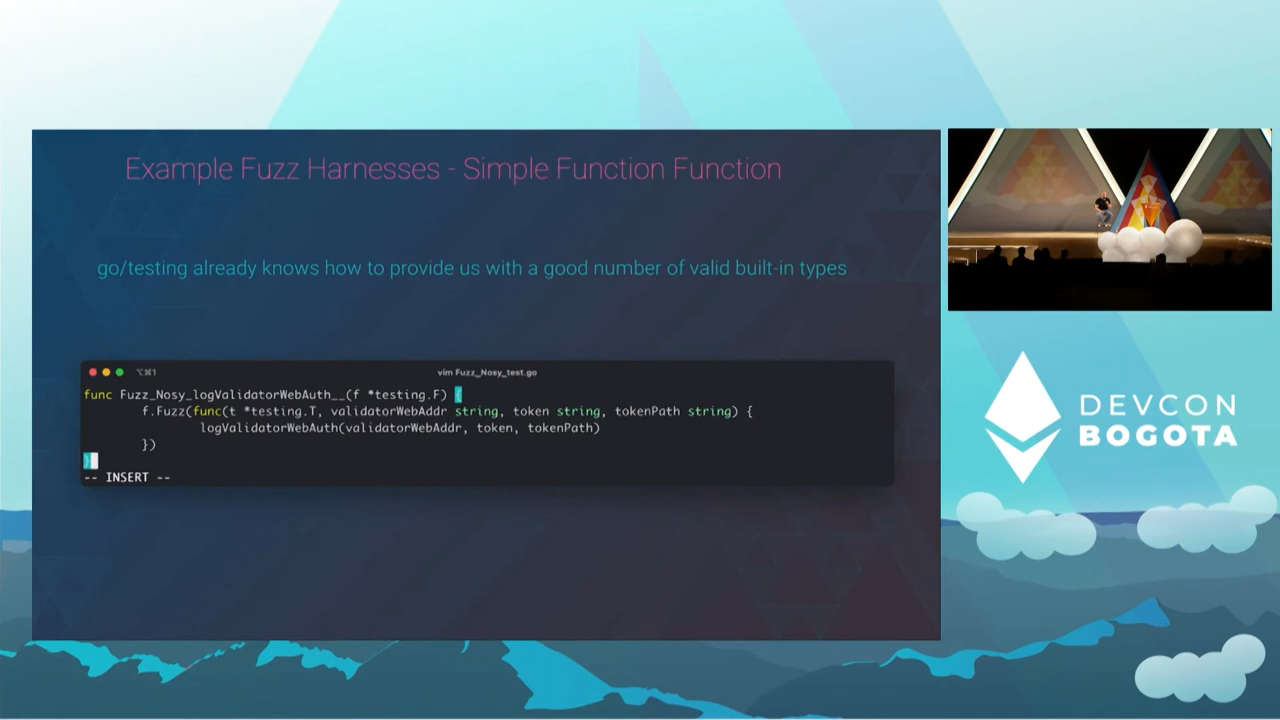 Example Fuzz Harnesses - Simple Function Function
go/testing already knows how to provide us with a good number of valid built-in types
⌥⌘1 vim Fuzz_Nosy_test.go
func Fuzz_Nosy_logValidatorWebAuth__(f *testing.F) {
        f.Fuzz(func(t *testing.T, validatorWebAddr string, token string, tokenPath string) {
                logValidatorWebAuth(validatorWebAddr, token, tokenPath)
        })
}
-- INSERT --
DEVCON
BOGOTA